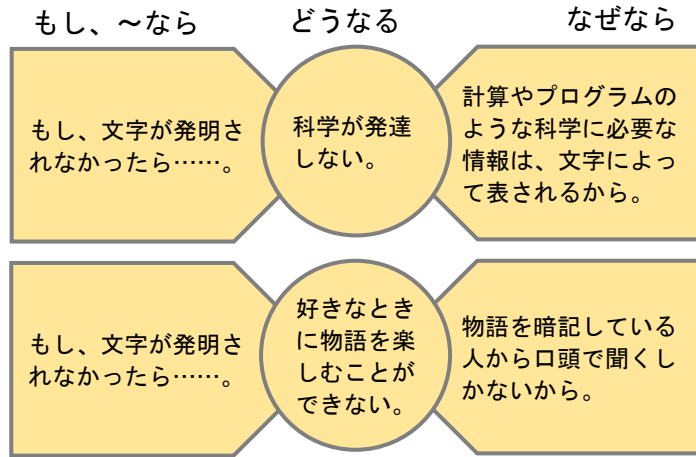 もし、～なら
どうなる
なぜなら
もし、文字が発明さ
れなかったら……。
科学が発達
しない。
計算やプログラムの
ような科学に必要な
情報は、文字によっ
て表されるから。
もし、文字が発明さ
れなかったら……。
好きなとき
に物語を楽
しむことが
できない。
物語を暗記している
人から口頭で聞くし
かないから。